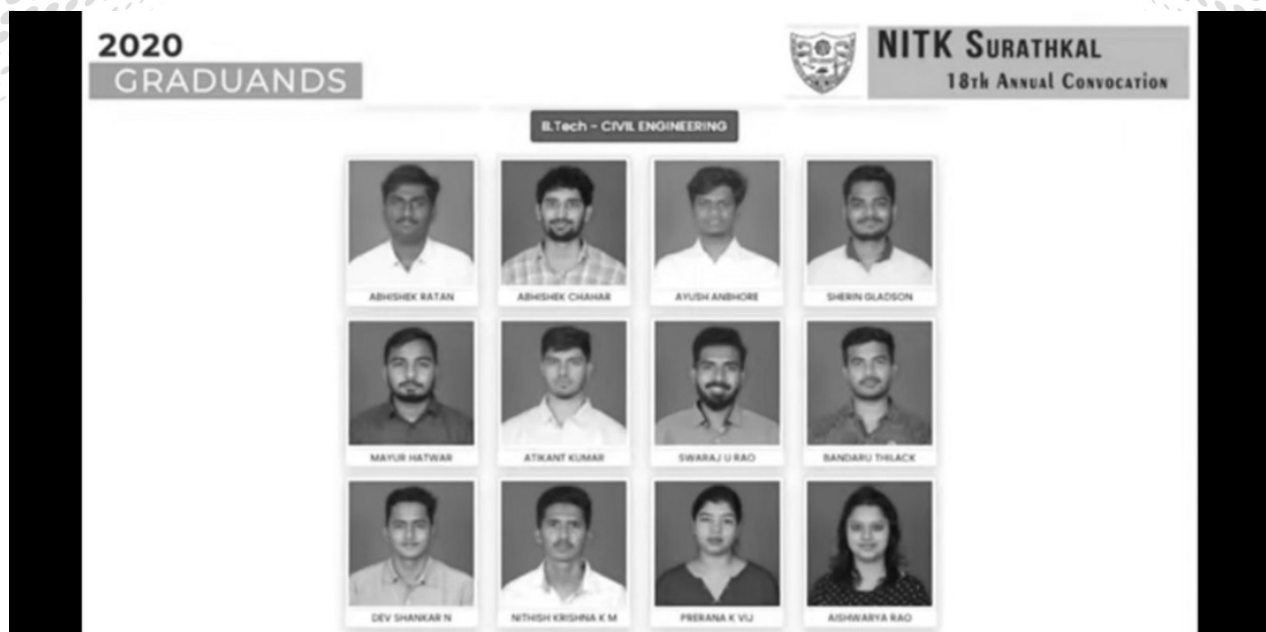 2020
GRADUANDS
NITK SURATHKAL
18th Annual Convocation
B.Tech - CIVIL ENGINEERING
ABHISHEK RATAN
ABHISHEK CHAHAR
AYUSH ANBHORE
SHERIN GLADSON
MAYUR HATWAR
ATIKANT KUMAR
SWARAJ U RAO
BANDARU THILACK
DEV SHANKAR N
NITHISH KRISHNA K M
PRERANA K VIJ
AISHWARYA RAO